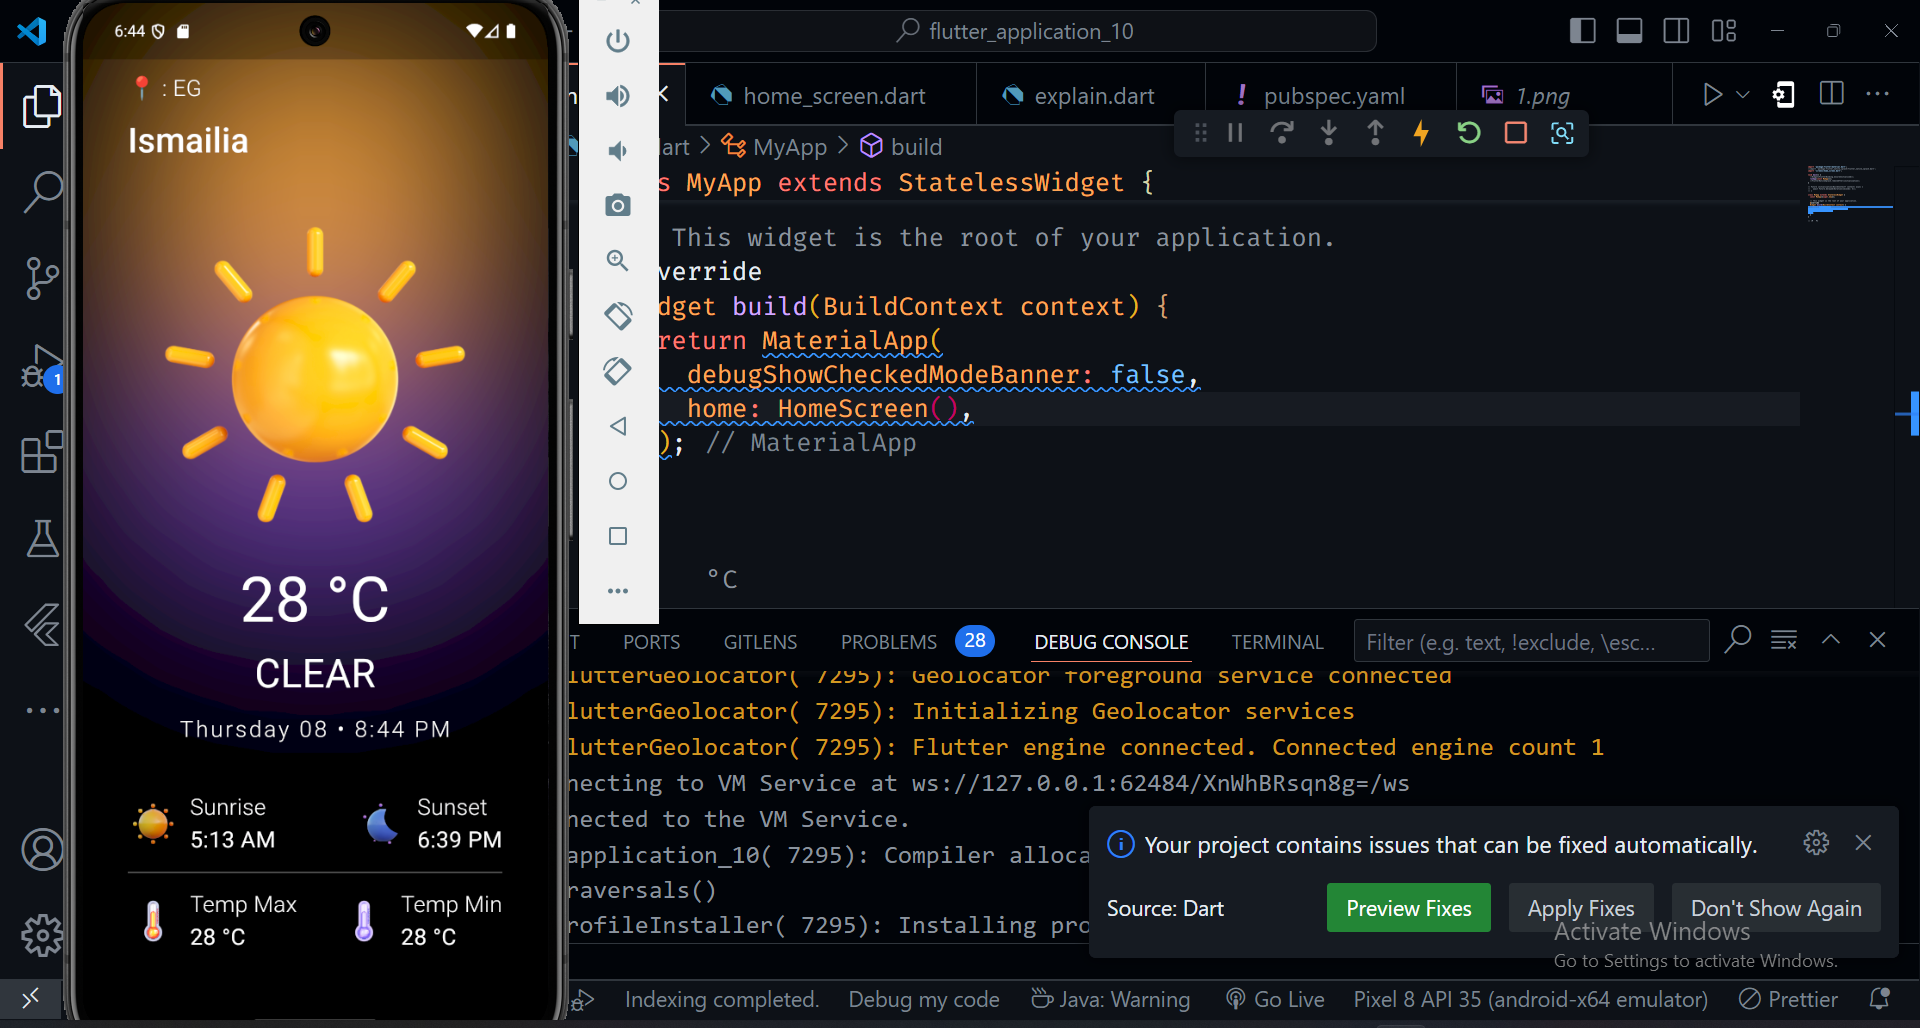 6:44
: EG
Ismailia
28 °C
CLEAR
Thursday 08 • 8:44 PM
Sunrise
5:13 AM
Sunset
6:39 PM
Temp Max
28 °C
Temp Min
28 °C
1
flutter_application_10
home_screen.dart
explain.dart
! pubspec.yaml
1.png
art > MyApp > build
s MyApp extends StatelessWidget {
This widget is the root of your application.
verride
dget build(BuildContext context) {
return MaterialApp(
debugShowCheckedModeBanner: false,
home: HomeScreen(),
); // MaterialApp
°C
T PORTS GITLENS PROBLEMS 28 DEBUG CONSOLE TERMINAL
Filter (e.g. text, !exclude, \esc...
lutterGeolocator( 7295): Geolocator foreground service connected
lutterGeolocator( 7295): Initializing Geolocator services
lutterGeolocator( 7295): Flutter engine connected. Connected engine count 1
necting to VM Service at ws://127.0.0.1:62484/XnWhBRsqn8g=/ws
nected to the VM Service.
application_10( 7295): Compiler alloca
raversals()
rofileInstaller( 7295): Installing pro
Your project contains issues that can be fixed automatically.
Source: Dart
Preview Fixes
Apply Fixes
Don't Show Again
Activate Windows
Go to Settings to activate Windows.
Indexing completed. Debug my code Java: Warning Go Live Pixel 8 API 35 (android-x64 emulator) Prettier